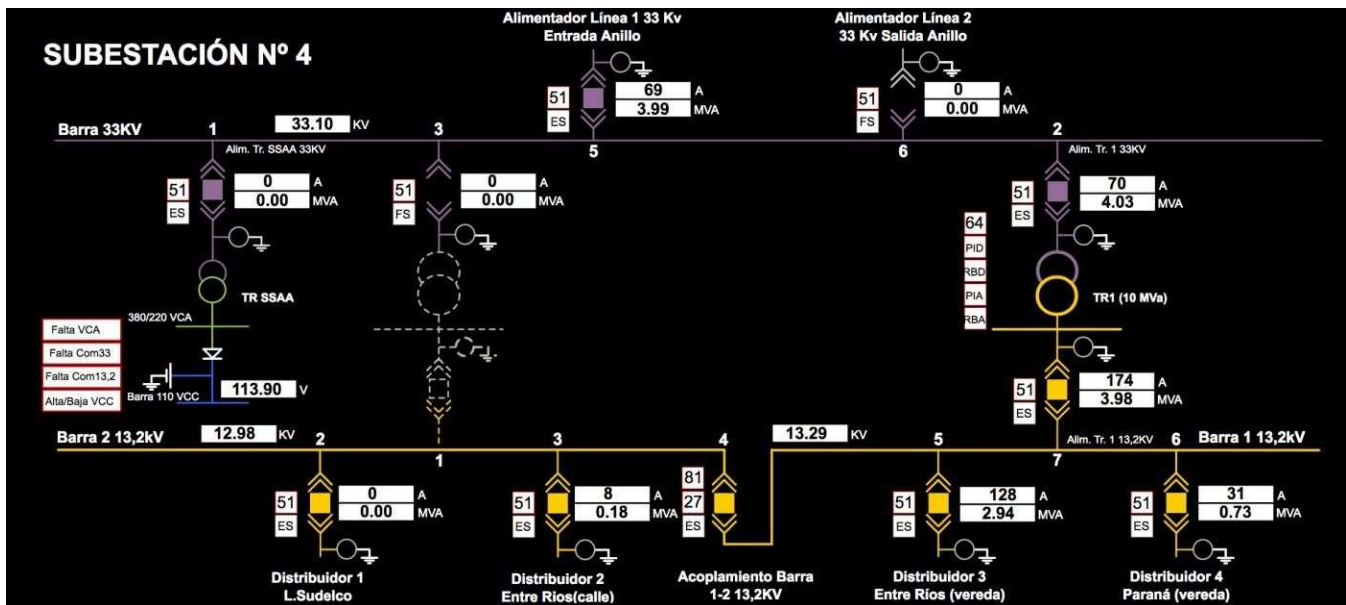 SUBESTACIÓN Nº 4
Alimentador Línea 1 33 Kv
Entrada Anillo
Alimentador Línea 2
33 Kv Salida Anillo
51
ES
69 A
3.99 MVA
51
FS
0 A
0.00 MVA
Barra 33KV
1
33.10 KV
3
5
6
2
Alim. Tr. SSAA 33KV
Alim. Tr. 1 33KV
51
ES
0 A
0.00 MVA
51
FS
0 A
0.00 MVA
51
ES
70 A
4.03 MVA
64
PID
RBD
PIA
RBA
TR SSAA
TR1 (10 MVa)
380/220 VCA
Falta VCA
Falta Com33
Falta Com13,2
Alta/Baja VCC
Barra 110 VCC
113.90 V
51
ES
174 A
3.98 MVA
Barra 2 13,2kV
12.98 KV
2
1
3
4
13.29 KV
5
7
Alim. Tr. 1 13,2KV
6
Barra 1 13,2kV
51
ES
0 A
0.00 MVA
51
ES
8 A
0.18 MVA
81
27
ES
51
ES
128 A
2.94 MVA
51
ES
31 A
0.73 MVA
Distribuidor 1
L.Sudelco
Distribuidor 2
Entre Rios(calle)
Acoplamiento Barra
1-2 13,2KV
Distribuidor 3
Entre Ríos (vereda)
Distribuidor 4
Paraná (vereda)